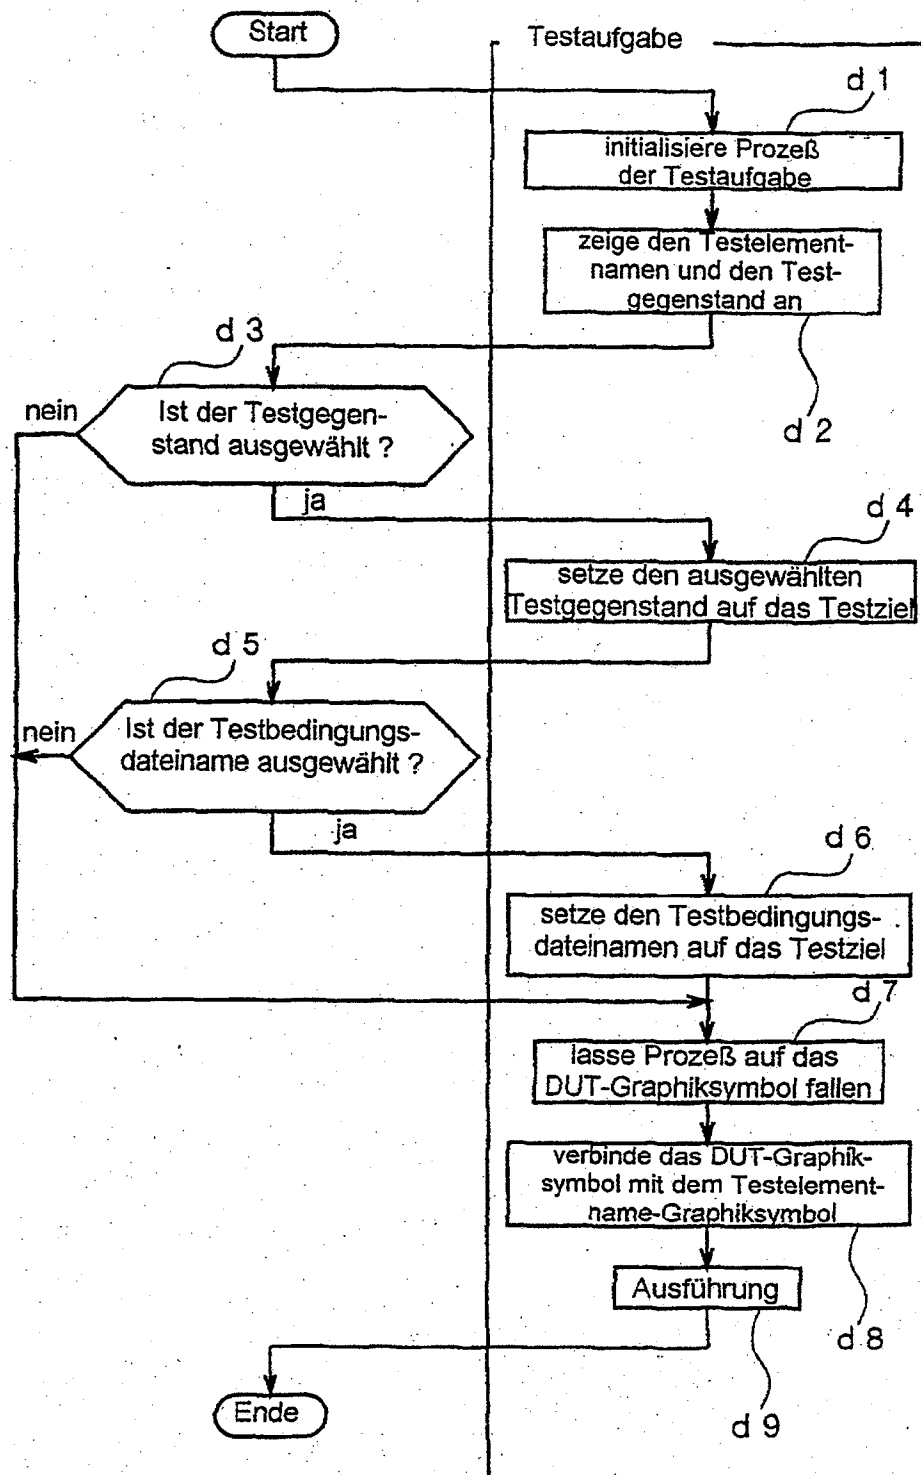 Start
Testaufgabe
d 1
initialisiere Prozeß
der Testaufgabe
zeige den Testelement-
namen und den Test-
gegenstand an
d 2
d 3
nein
Ist der Testgegen-
stand ausgewählt ?
ja
d 4
setze den ausgewählten
Testgegenstand auf das Testziel
d 5
nein
Ist der Testbedingungs-
dateiname ausgewählt ?
ja
d 6
setze den Testbedingungs-
dateinamen auf das Testziel
d 7
lasse Prozeß auf das
DUT-Graphiksymbol fallen
verbinde das DUT-Graphik-
symbol mit dem Testelement-
name-Graphiksymbol
d 8
Ausführung
d 9
Ende